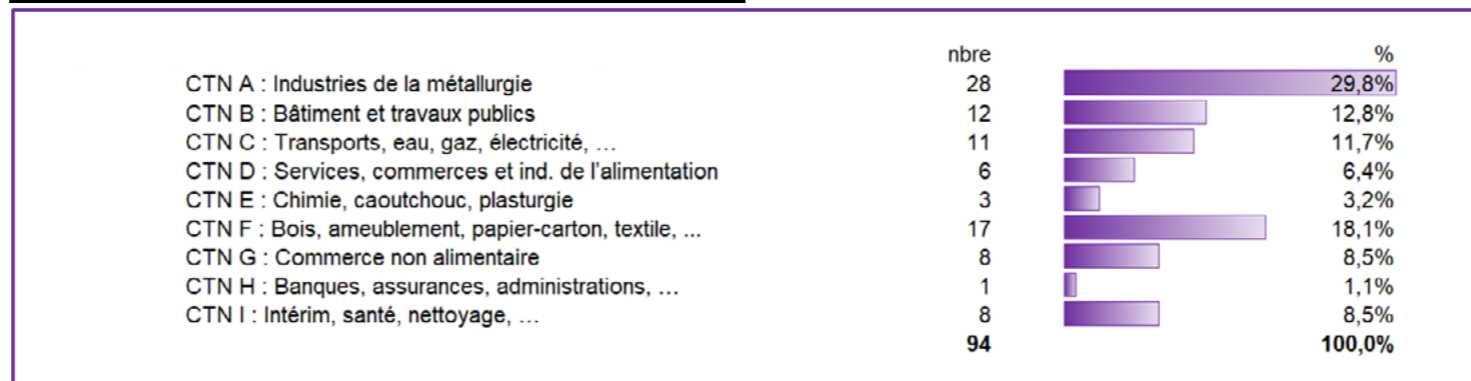 nbre %
CTN A : Industries de la métallurgie 28 29,8%
CTN B : Bâtiment et travaux publics 12 12,8%
CTN C : Transports, eau, gaz, électricité, … 11 11,7%
CTN D : Services, commerces et ind. de l'alimentation 6 6,4%
CTN E : Chimie, caoutchouc, plasturgie 3 3,2%
CTN F : Bois, ameublement, papier-carton, textile, ... 17 18,1%
CTN G : Commerce non alimentaire 8 8,5%
CTN H : Banques, assurances, administrations, … 1 1,1%
CTN I : Intérim, santé, nettoyage, … 8 8,5%
94 100,0%